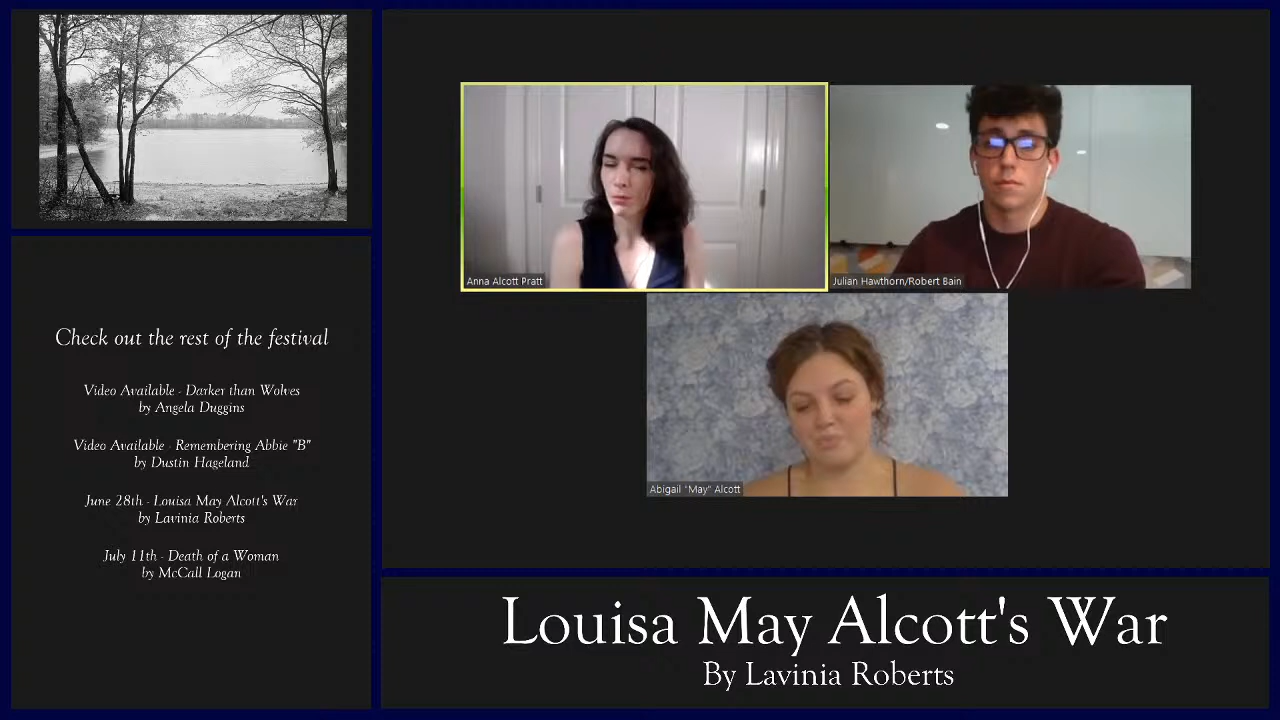 Check out the rest of the festival
Video Available - Darker than Wolves
by Angela Duggins
Video Available - Remembering Abbie "B"
by Dustin Hageland
June 28th - Louisa May Alcott's War
by Lavinia Roberts
July 11th - Death of a Woman
by McCall Logan
Anna Alcott Pratt
Julian Hawthorn/Robert Bain
Abigail "May" Alcott
Louisa May Alcott's War
By Lavinia Roberts